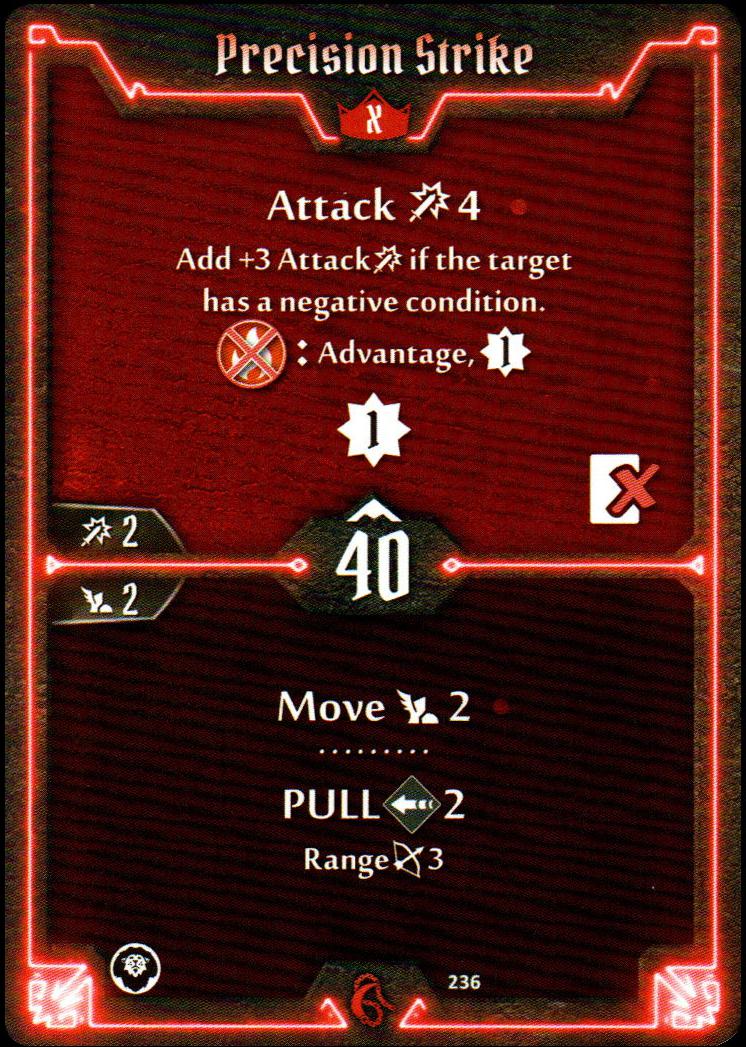 Precision Strike
X
Attack 4
Add +3 Attack if the target
has a negative condition.
: Advantage, 1
1
2
40
2
Move 2
.........
PULL 2
Range 3
236